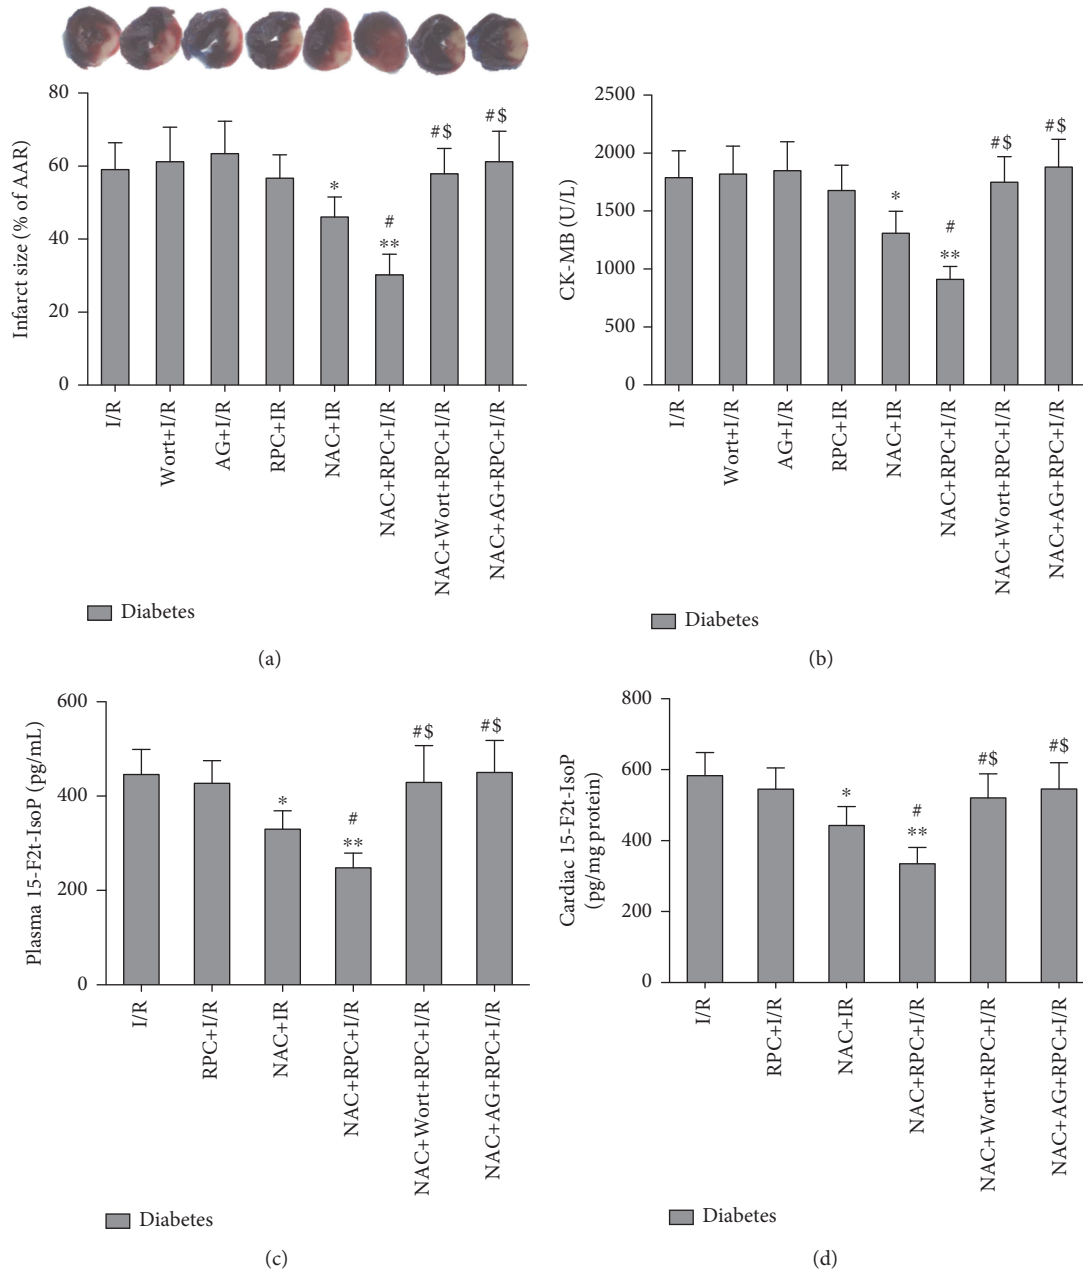 Infarct size (% of AAR)
80
60
40
20
0
*
#
**
#$
#$
I/R
Wort+I/R
AG+I/R
RPC+IR
NAC+IR
NAC+RPC+I/R
NAC+Wort+RPC+I/R
NAC+AG+RPC+I/R
Diabetes
(a)
CK-MB (U/L)
2500
2000
1500
1000
500
0
*
#
**
#$
#$
I/R
Wort+I/R
AG+I/R
RPC+IR
NAC+IR
NAC+RPC+I/R
NAC+Wort+RPC+I/R
NAC+AG+RPC+I/R
Diabetes
(b)
Plasma 15-F2t-IsoP (pg/mL)
600
400
200
0
*
#
**
#$
#$
I/R
RPC+I/R
NAC+IR
NAC+RPC+I/R
NAC+Wort+RPC+I/R
NAC+AG+RPC+I/R
Diabetes
(c)
Cardiac 15-F2t-IsoP
(pg/mg protein)
800
600
400
200
0
*
#
**
#$
#$
I/R
RPC+I/R
NAC+IR
NAC+RPC+I/R
NAC+Wort+RPC+I/R
NAC+AG+RPC+I/R
Diabetes
(d)